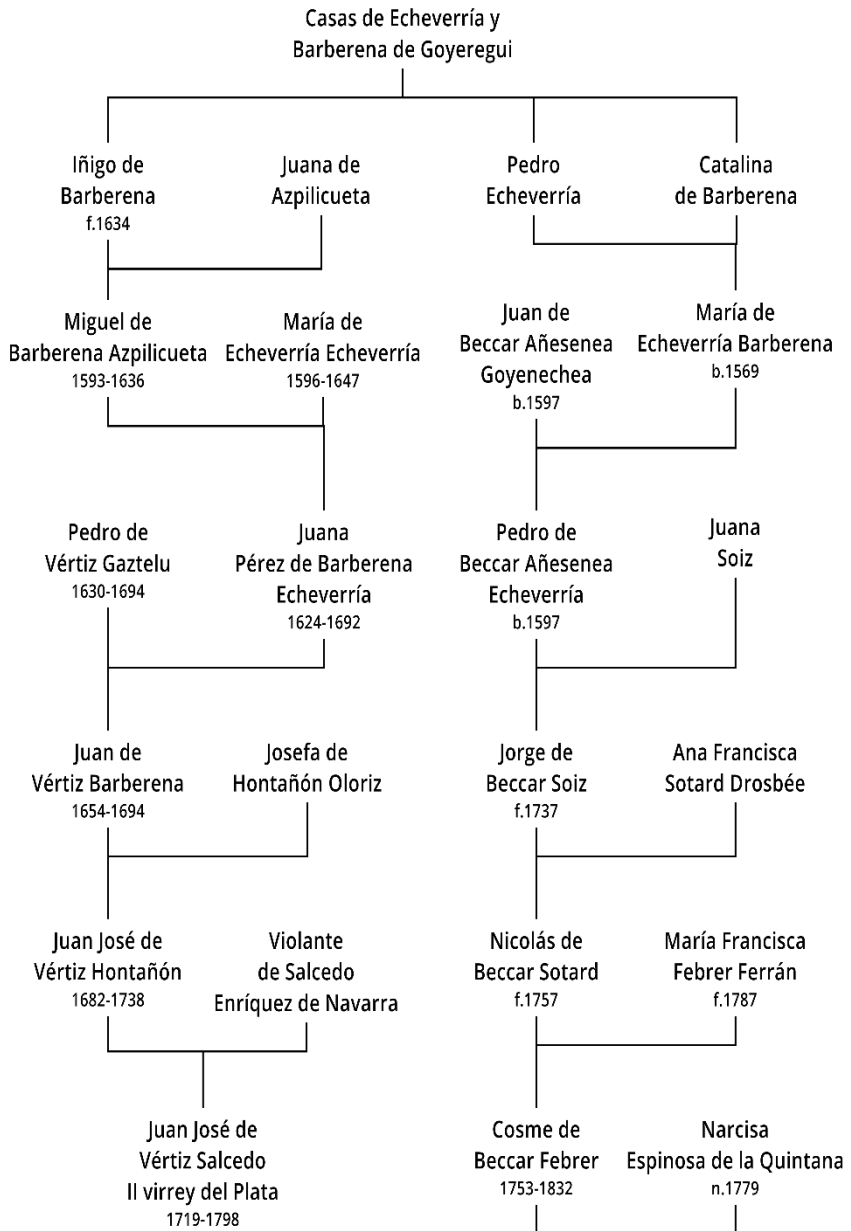 Casas de Echeverría y
Barberena de Goyeregui
Iñigo de
Barberena
f.1634
Juana de
Azpilicueta
Pedro
Echeverría
Catalina
de Barberena
Miguel de
Barberena Azpilicueta
1593-1636
María de
Echeverría Echeverría
1596-1647
Juan de
Beccar Añesenea
Goyenechea
b.1597
María de
Echeverría Barberena
b.1569
Pedro de
Vértiz Gaztelu
1630-1694
Juana
Pérez de Barberena
Echeverría
1624-1692
Pedro de
Beccar Añesenea
Echeverría
b.1597
Juana
Soiz
Juan de
Vértiz Barberena
1654-1694
Josefa de
Hontañón Oloriz
Jorge de
Beccar Soiz
f.1737
Ana Francisca
Sotard Drosbée
Juan José de
Vértiz Hontañón
1682-1738
Violante
de Salcedo
Enríquez de Navarra
Nicolás de
Beccar Sotard
f.1757
María Francisca
Febrer Ferrán
f.1787
Juan José de
Vértiz Salcedo
II virrey del Plata
1719-1798
Cosme de
Beccar Febrer
1753-1832
Narcisa
Espinosa de la Quintana
n.1779